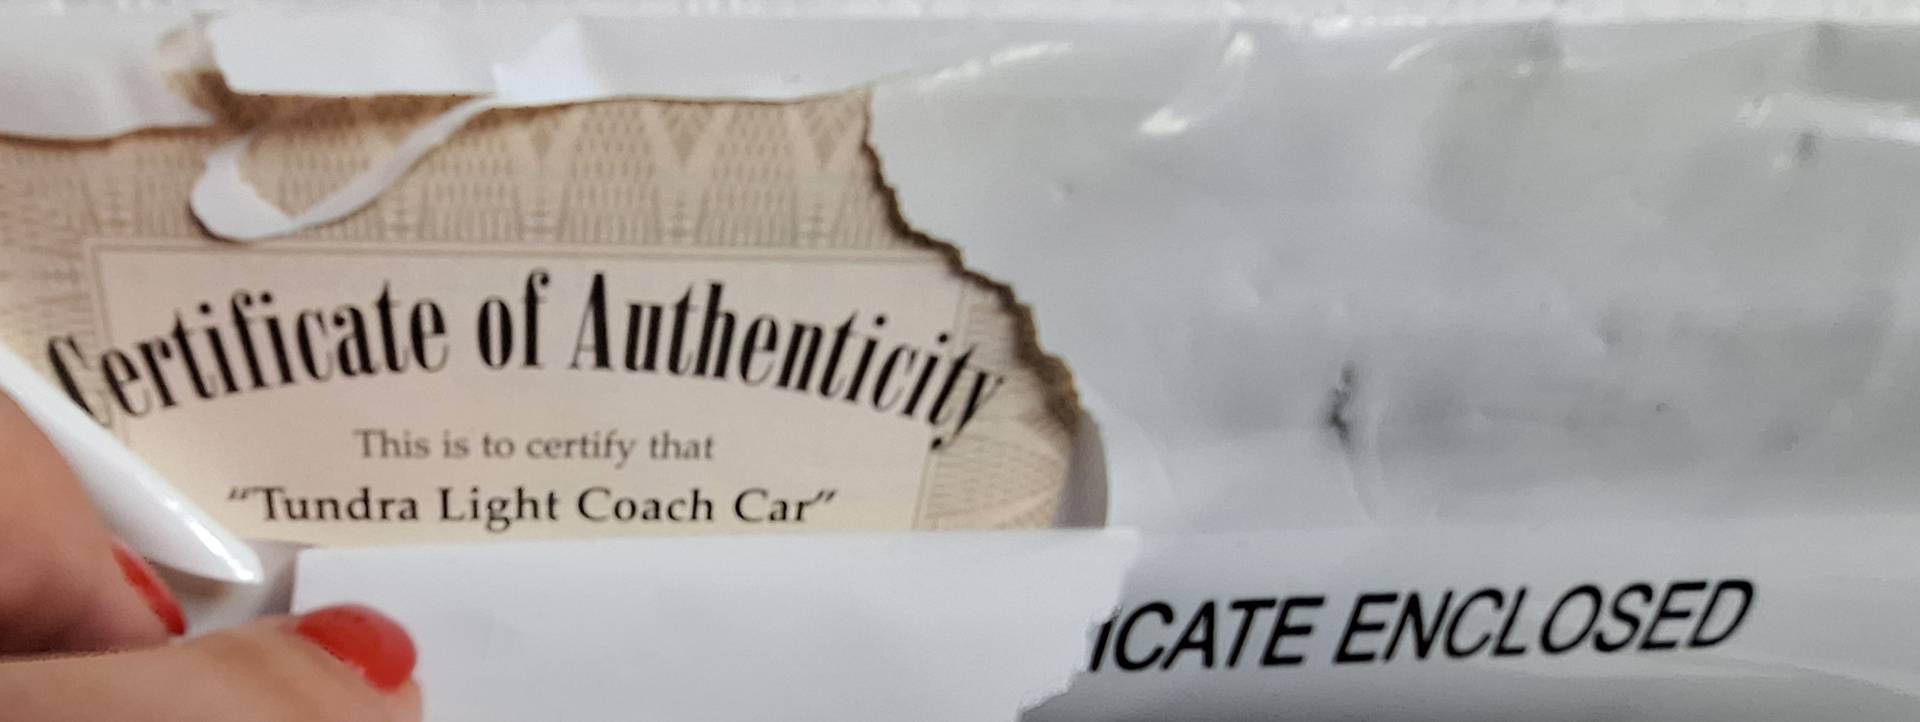 Certificate of Authenticity
This is to certify that
“Tundra Light Coach Car”
ICATE ENCLOSED